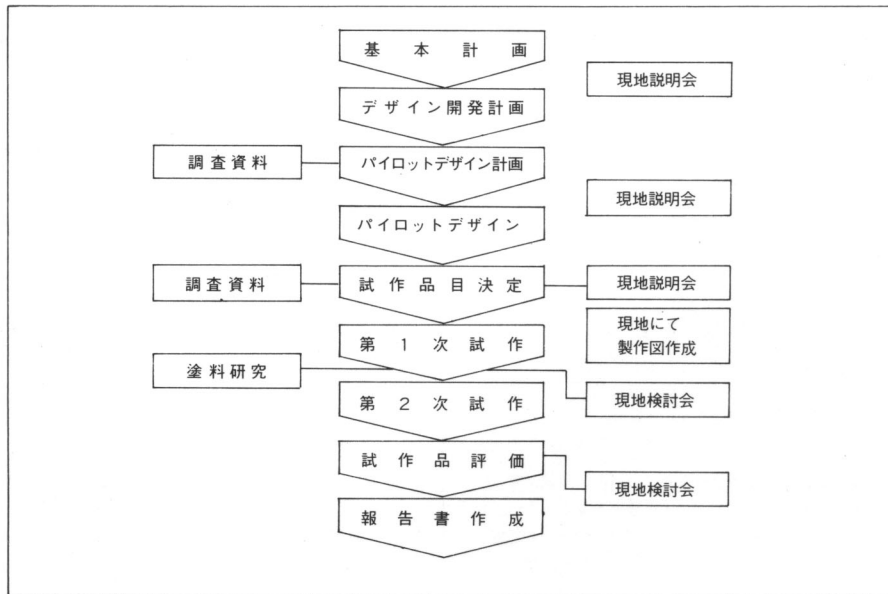 基本計画
現地説明会
デザイン開発計画
調査資料
パイロットデザイン計画
現地説明会
パイロットデザイン
調査資料
試作品目決定
現地説明会
現地にて
製作図作成
第1次試作
塗料研究
第2次試作
現地検討会
試作品評価
現地検討会
報告書作成